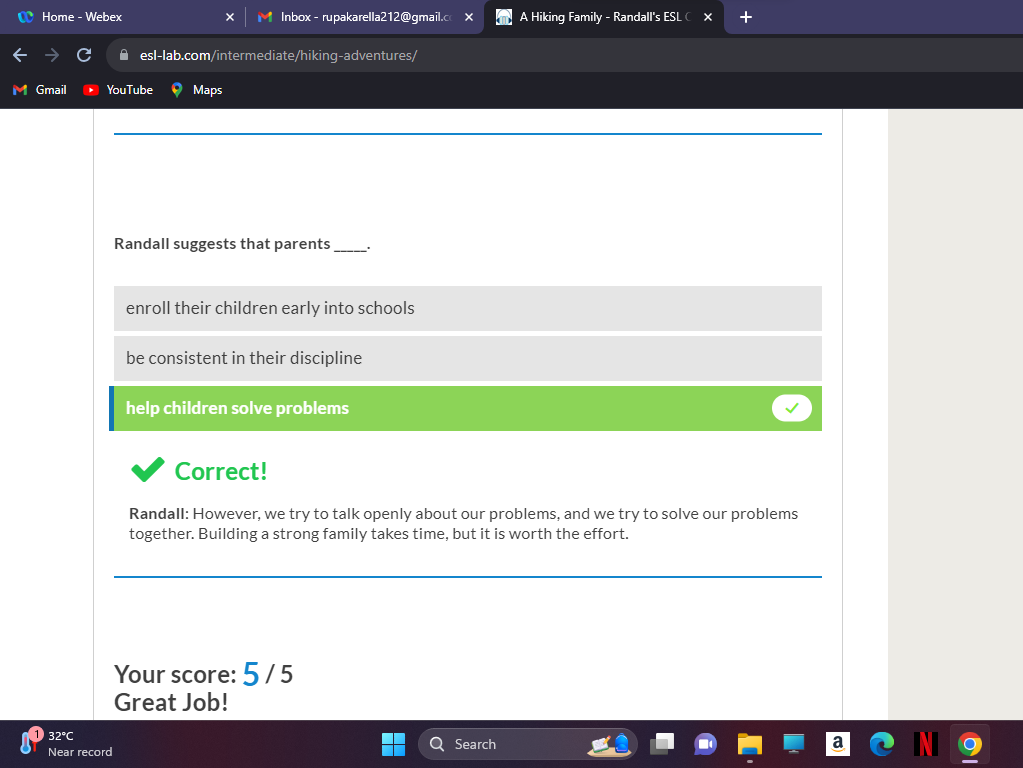 Home - Webex
Inbox - rupakarella212@gmail.c
A Hiking Family - Randall's ESL C
esl-lab.com/intermediate/hiking-adventures/
Gmail YouTube Maps
Randall suggests that parents _____.
enroll their children early into schools
be consistent in their discipline
help children solve problems
Correct!
Randall: However, we try to talk openly about our problems, and we try to solve our problems
together. Building a strong family takes time, but it is worth the effort.
Your score: 5 / 5
Great Job!
1
32°C
Near record
Search
a
N